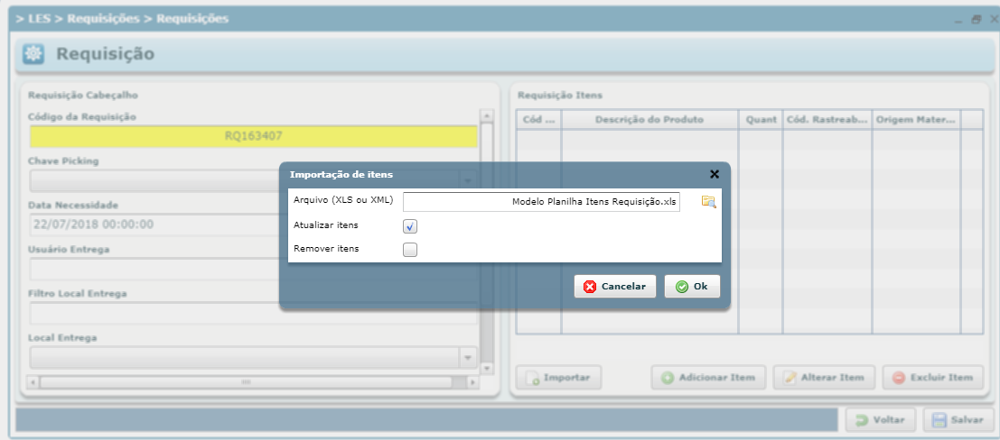 > LES > Requisições > Requisições
Requisição
Requisição Cabeçalho
Código da Requisição
RQ163407
Chave Picking
Data Necessidade
22/07/2018 00:00:00
Usuário Entrega
Filtro Local Entrega
Local Entrega
Requisição Itens
Cód ... Descrição do Produto Quant Cód. Rastreab... Origem Mater...
Importação de itens
Arquivo (XLS ou XML) Modelo Planilha Itens Requisição.xls
Atualizar itens
Remover itens
Cancelar Ok
Importar Adicionar Item Alterar Item Excluir Item
Voltar Salvar